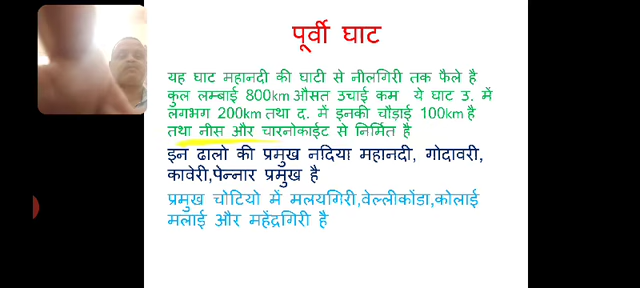 पूर्वी घाट
यह घाट महानदी की घाटी से नीलगिरी तक फैले है
कुल लम्बाई 800km औसत उचाई कम  ये घाट उ. में
लगभग 200km तथा द. में इनकी चौड़ाई 100km है
तथा नीस और चारनोकाईट से निर्मित है
इन ढालो की प्रमुख नदिया महानदी, गोदावरी,
कावेरी,पेन्नार प्रमुख है
प्रमुख चोटियो में मलयगिरी,वेल्लीकोंडा,कोलाई
मलाई और महेंद्रगिरी है